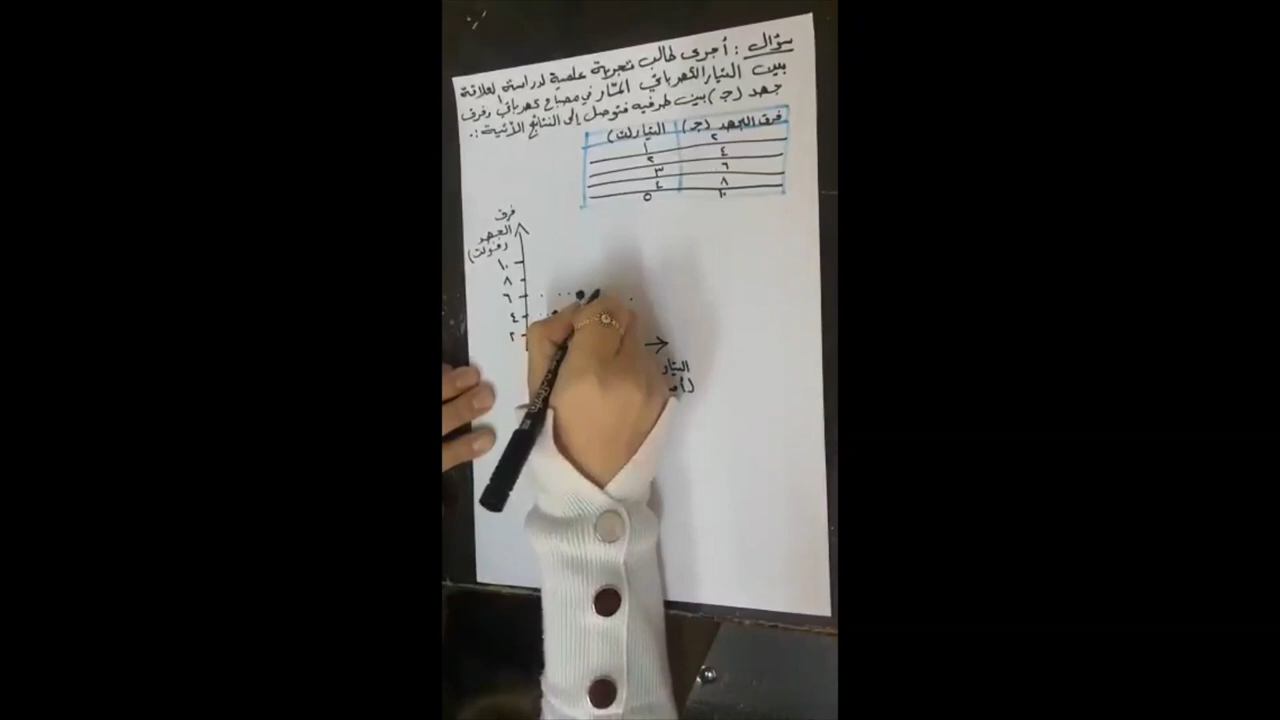 سؤال : أجرى طالب تجربة علمية لدراسة العلاقة
بين التيار الكهربائي المّار في مصباح كهربائي وفرق
جهد (جـ) بين طرفيه فتوصل إلى النتائج الآتية :.
فرق الجهد (جـ) التيار (ت)
٢ ١
٤ ٢
٦ ٣
٨ ٤
١٠ ٥
فرق
الجهد
(فولت)
١٠
٨
٦
٤
٢
التيار